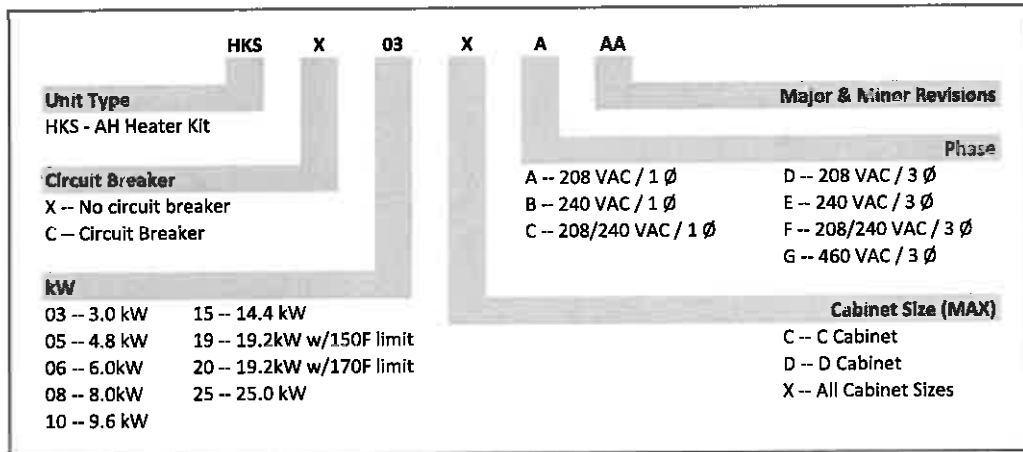 HKS X 03 X A AA
Unit Type
HKS - AH Heater Kit
Circuit Breaker
X -- No circuit breaker
C -- Circuit Breaker
kW
03 -- 3.0 kW
05 -- 4.8 kW
06 -- 6.0kW
08 -- 8.0kW
10 -- 9.6 kW
15 -- 14.4 kW
19 -- 19.2kW w/150F limit
20 -- 19.2kW w/170F limit
25 -- 25.0 kW
Major & Minor Revisions
Phase
A -- 208 VAC / 1 Ø
B -- 240 VAC / 1 Ø
C -- 208/240 VAC / 1 Ø
D -- 208 VAC / 3 Ø
E -- 240 VAC / 3 Ø
F -- 208/240 VAC / 3 Ø
G -- 460 VAC / 3 Ø
Cabinet Size (MAX)
C -- C Cabinet
D -- D Cabinet
X -- All Cabinet Sizes